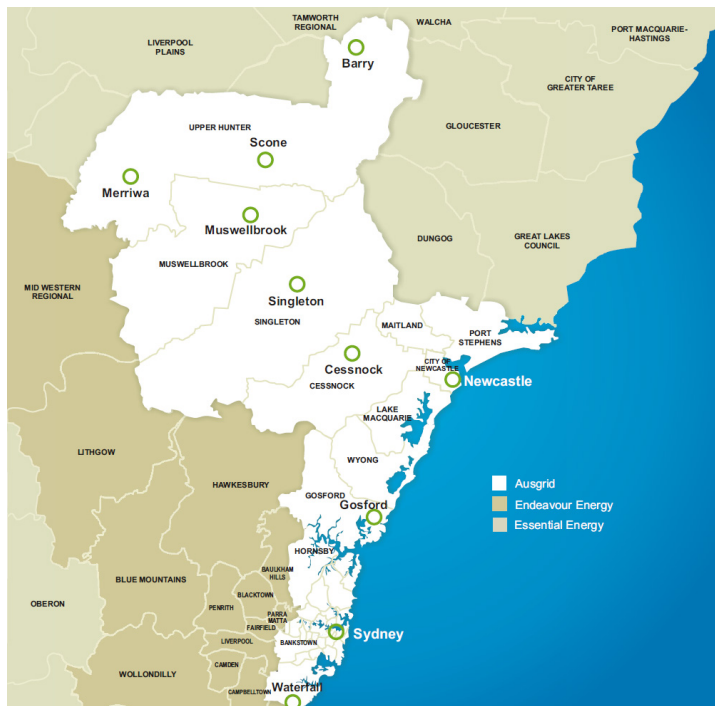 TAMWORTH
REGIONAL
WALCHA
PORT MACQUARIE-
HASTINGS
LIVERPOOL
PLAINS
Barry
CITY OF
GREATER TAREE
UPPER HUNTER
GLOUCESTER
Scone
Merriwa
Muswellbrook
DUNGOG
GREAT LAKES
COUNCIL
MUSWELLBROOK
MID WESTERN
REGIONAL
Singleton
SINGLETON
MAITLAND
PORT
STEPHENS
CITY OF
NEWCASTLE
Cessnock
CESSNOCK
Newcastle
LAKE
MACQUARIE
LITHGOW
WYONG
HAWKESBURY
Ausgrid
Endeavour Energy
Essential Energy
GOSFORD
Gosford
HORNSBY
BAULKHAM
HILLS
BLUE MOUNTAINS
BLACKTOWN
OBERON
PENRITH
PARRA
MATTA
FAIRFIELD
Sydney
LIVERPOOL
BANKSTOWN
WOLLONDILLY
CAMDEN
CAMPBELLTOWN
Waterfall